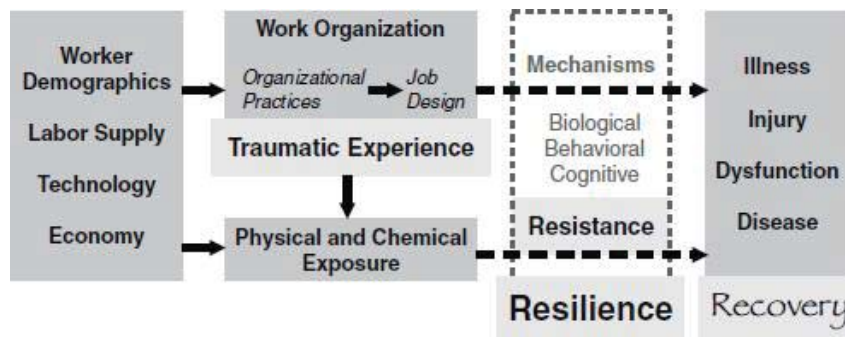 Worker
Demographics
Labor Supply
Technology
Economy
Work Organization
Organizational
Practices
Job
Design
Traumatic Experience
Physical and Chemical
Exposure
Mechanisms
Biological
Behavioral
Cognitive
Resistance
Resilience
Illness
Injury
Dysfunction
Disease
Recovery